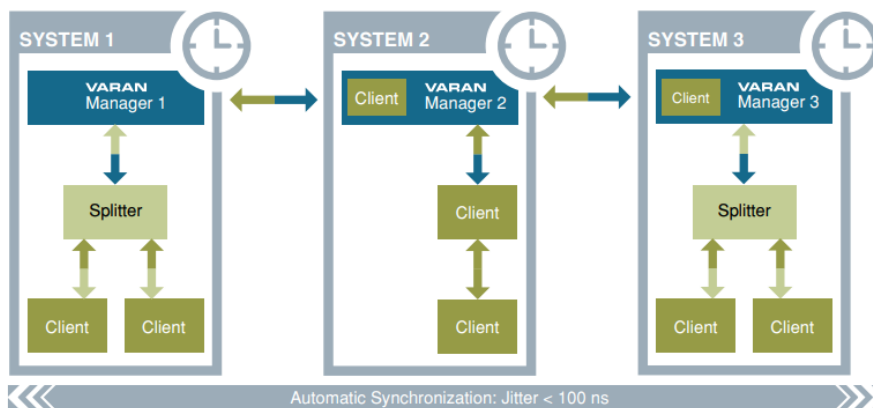 SYSTEM 1
VARAN
Manager 1
Splitter
Client
Client
SYSTEM 2
Client
VARAN
Manager 2
Client
Client
SYSTEM 3
Client
VARAN
Manager 3
Splitter
Client
Client
Automatic Synchronization: Jitter < 100 ns